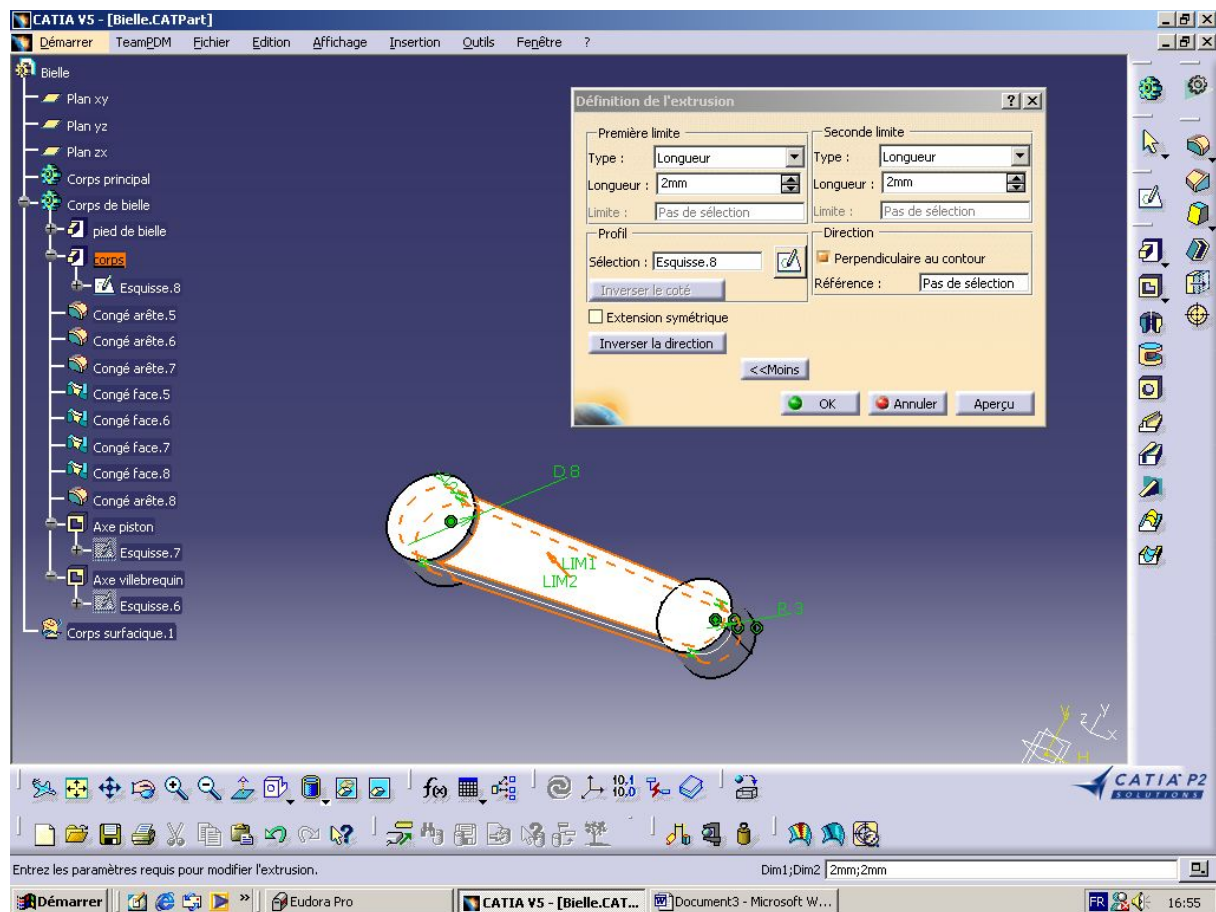 CATIA V5 - [Bielle.CATPart]
Démarrer TeamPDM Fichier Edition Affichage Insertion Outils Fenêtre ?
Bielle
Plan xy
Plan yz
Plan zx
Corps principal
Corps de bielle
pied de bielle
corps
Esquisse.8
Congé arête.5
Congé arête.6
Congé arête.7
Congé face.5
Congé face.6
Congé face.7
Congé face.8
Congé arête.8
Axe piston
Esquisse.7
Axe villebrequin
Esquisse.6
Corps surfacique.1
Définition de l'extrusion
Première limite
Type : Longueur
Longueur : 2mm
Limite : Pas de sélection
Seconde limite
Type : Longueur
Longueur : 2mm
Limite : Pas de sélection
Profil
Sélection : Esquisse.8
Inverser le coté
Direction
Perpendiculaire au contour
Référence : Pas de sélection
Extension symétrique
Inverser la direction
<<Moins
OK Annuler Aperçu
D 8
LIM1
LIM2
R 3
V
z y
x
H
f(x)
10.1
10.0
CATIA P2
SOLUTIONS
Entrez les paramètres requis pour modifier l'extrusion.
Dim1;Dim2 2mm;2mm
Démarrer » Eudora Pro CATIA V5 - [Bielle.CAT... Document3 - Microsoft W... FR 16:55